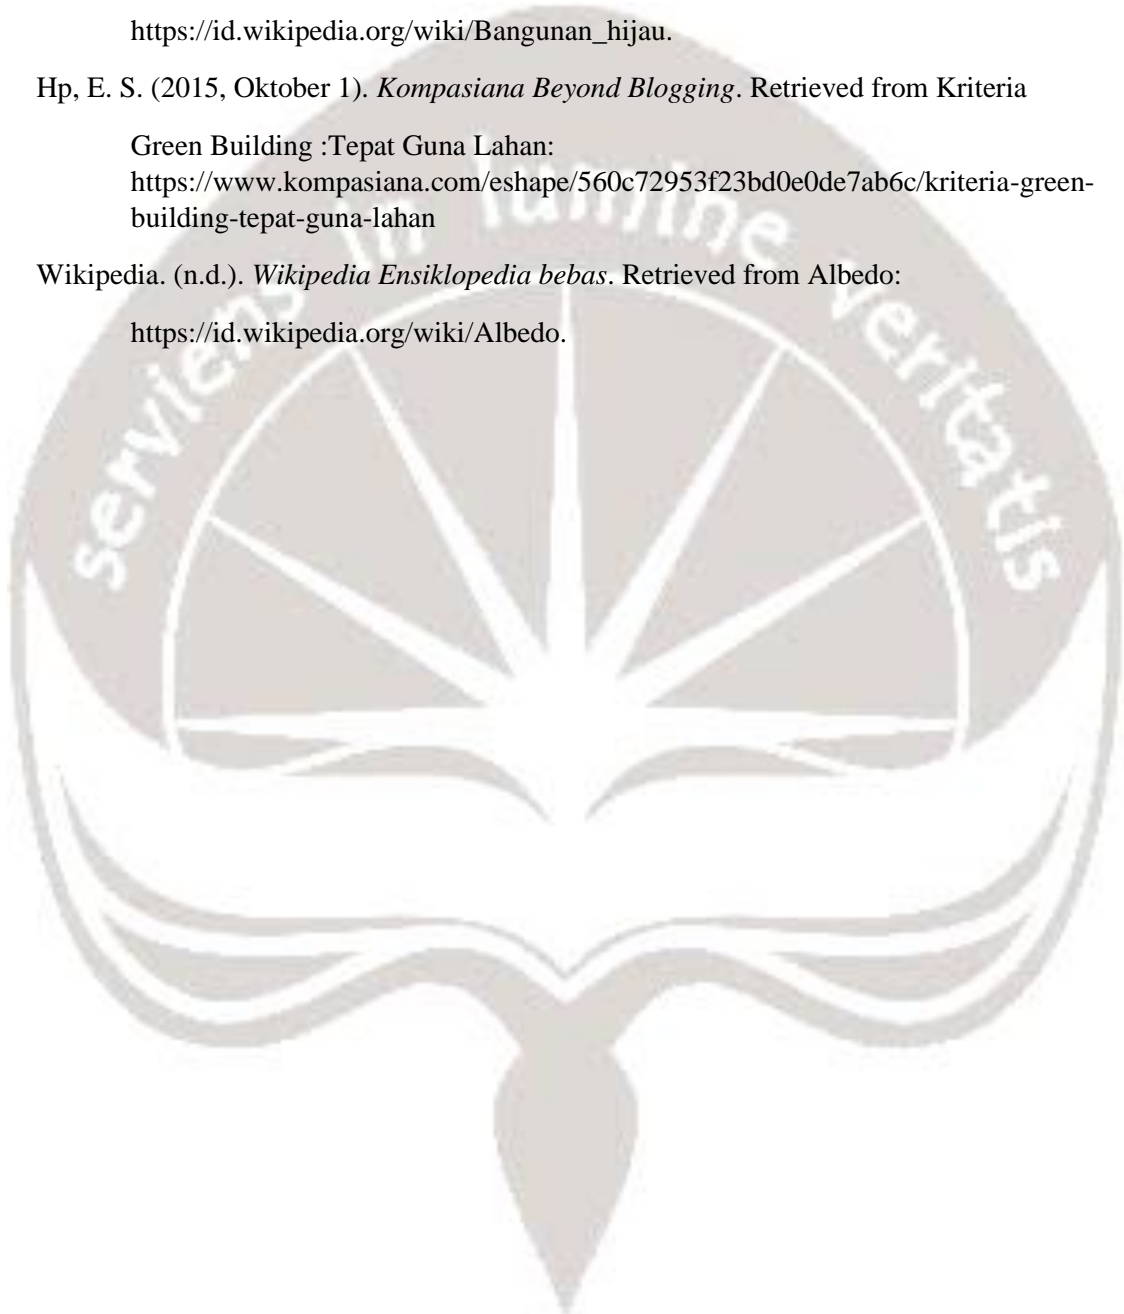 https://id.wikipedia.org/wiki/Bangunan_hijau.
Hp, E. S. (2015, Oktober 1). Kompasiana Beyond Blogging. Retrieved from Kriteria
Green Building :Tepat Guna Lahan:
https://www.kompasiana.com/eshape/560c72953f23bd0e0de7ab6c/kriteria-green-
building-tepat-guna-lahan
Wikipedia. (n.d.). Wikipedia Ensiklopedia bebas. Retrieved from Albedo:
https://id.wikipedia.org/wiki/Albedo.
serviens in lumine veritatis